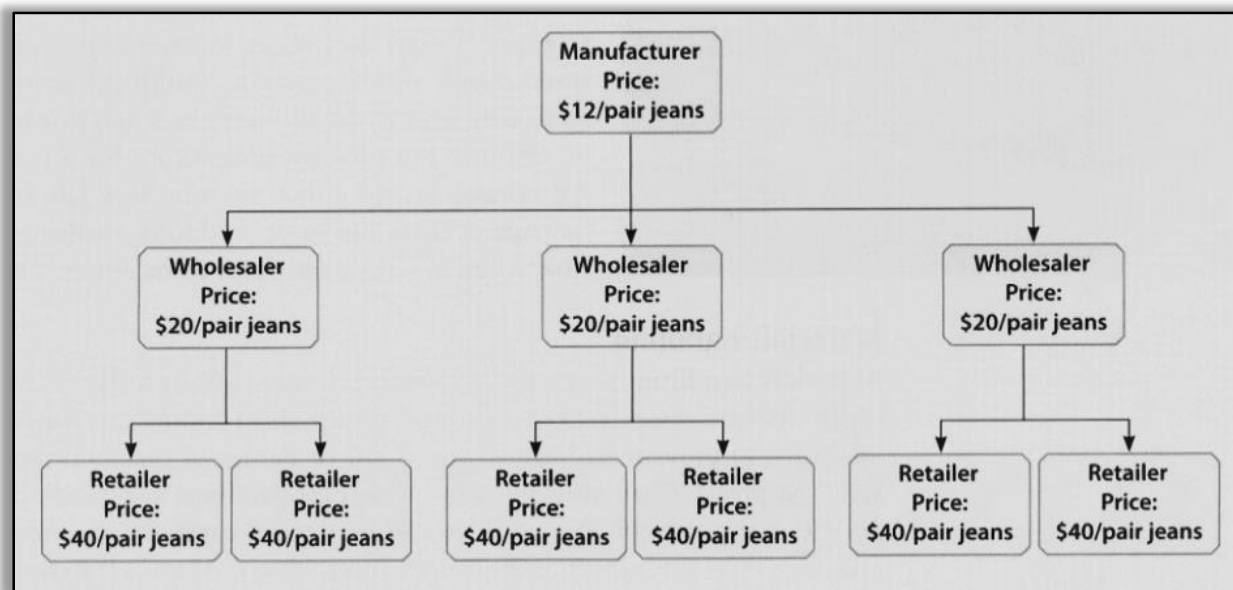 Manufacturer
Price:
$12/pair jeans
Wholesaler
Price:
$20/pair jeans
Wholesaler
Price:
$20/pair jeans
Wholesaler
Price:
$20/pair jeans
Retailer
Price:
$40/pair jeans
Retailer
Price:
$40/pair jeans
Retailer
Price:
$40/pair jeans
Retailer
Price:
$40/pair jeans
Retailer
Price:
$40/pair jeans
Retailer
Price:
$40/pair jeans